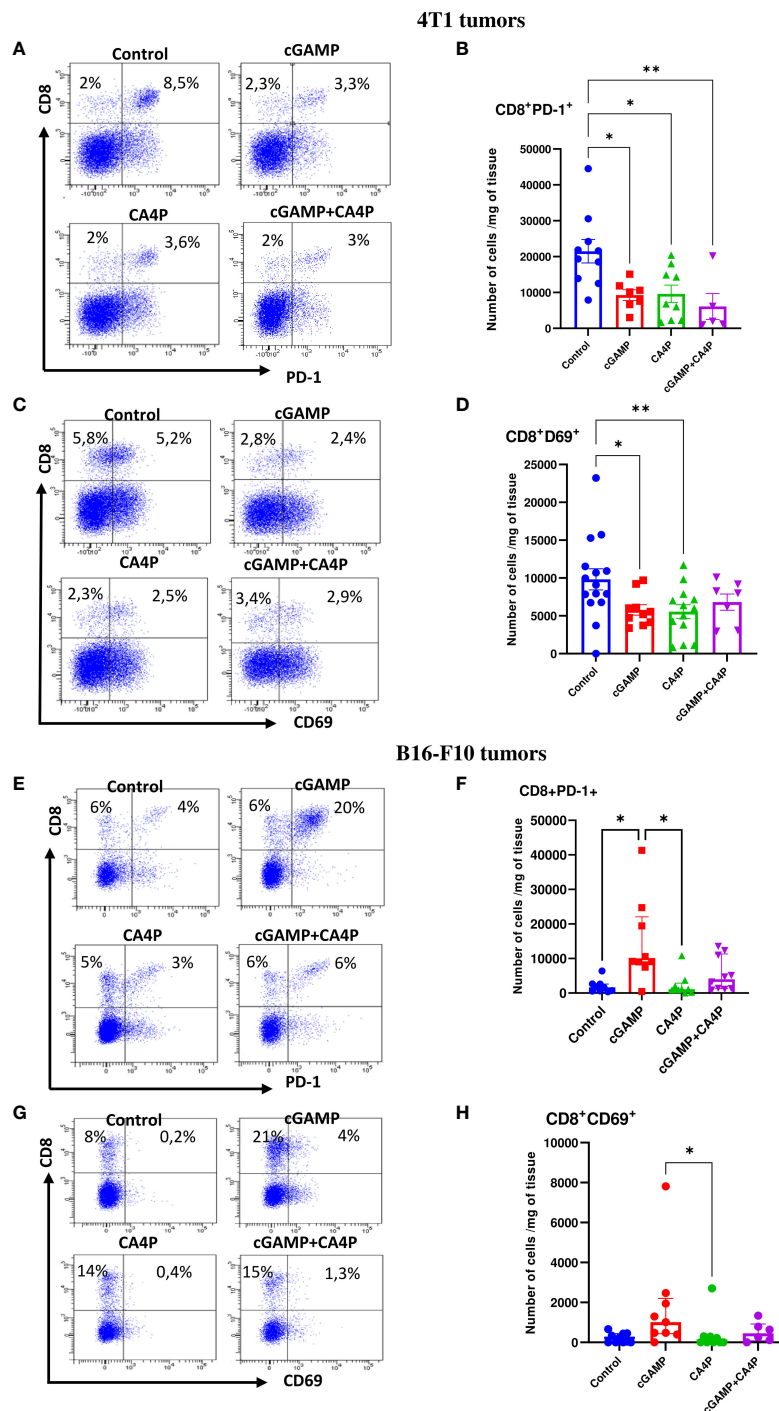 4T1 tumors
A
Control
cGAMP
2% 8,5%
2,3% 3,3%
CD8
CA4P
cGAMP+CA4P
2% 3,6%
2% 3%
PD-1
B
CD8+PD-1+
**
*
*
Number of cells /mg of tissue
50000
40000
30000
20000
10000
0
Control
cGAMP
CA4P
cGAMP+CA4P
C
Control
cGAMP
5,8% 5,2%
2,8% 2,4%
CD8
CA4P
cGAMP+CA4P
2,3% 2,5%
3,4% 2,9%
CD69
D
CD8+D69+
**
*
Number of cells /mg of tissue
25000
20000
15000
10000
5000
0
Control
cGAMP
CA4P
cGAMP+CA4P
B16-F10 tumors
E
Control
cGAMP
6% 4%
6% 20%
CD8
CA4P
cGAMP+CA4P
5% 3%
6% 6%
PD-1
F
CD8+PD-1+
* *
Number of cells /mg of tissue
50000
40000
30000
20000
10000
0
Control
cGAMP
CA4P
cGAMP+CA4P
G
Control
cGAMP
8% 0,2%
21% 4%
CD8
CA4P
cGAMP+CA4P
14% 0,4%
15% 1,3%
CD69
H
CD8+CD69+
*
Number of cells /mg of tissue
10000
8000
6000
4000
2000
0
Control
cGAMP
CA4P
cGAMP+CA4P